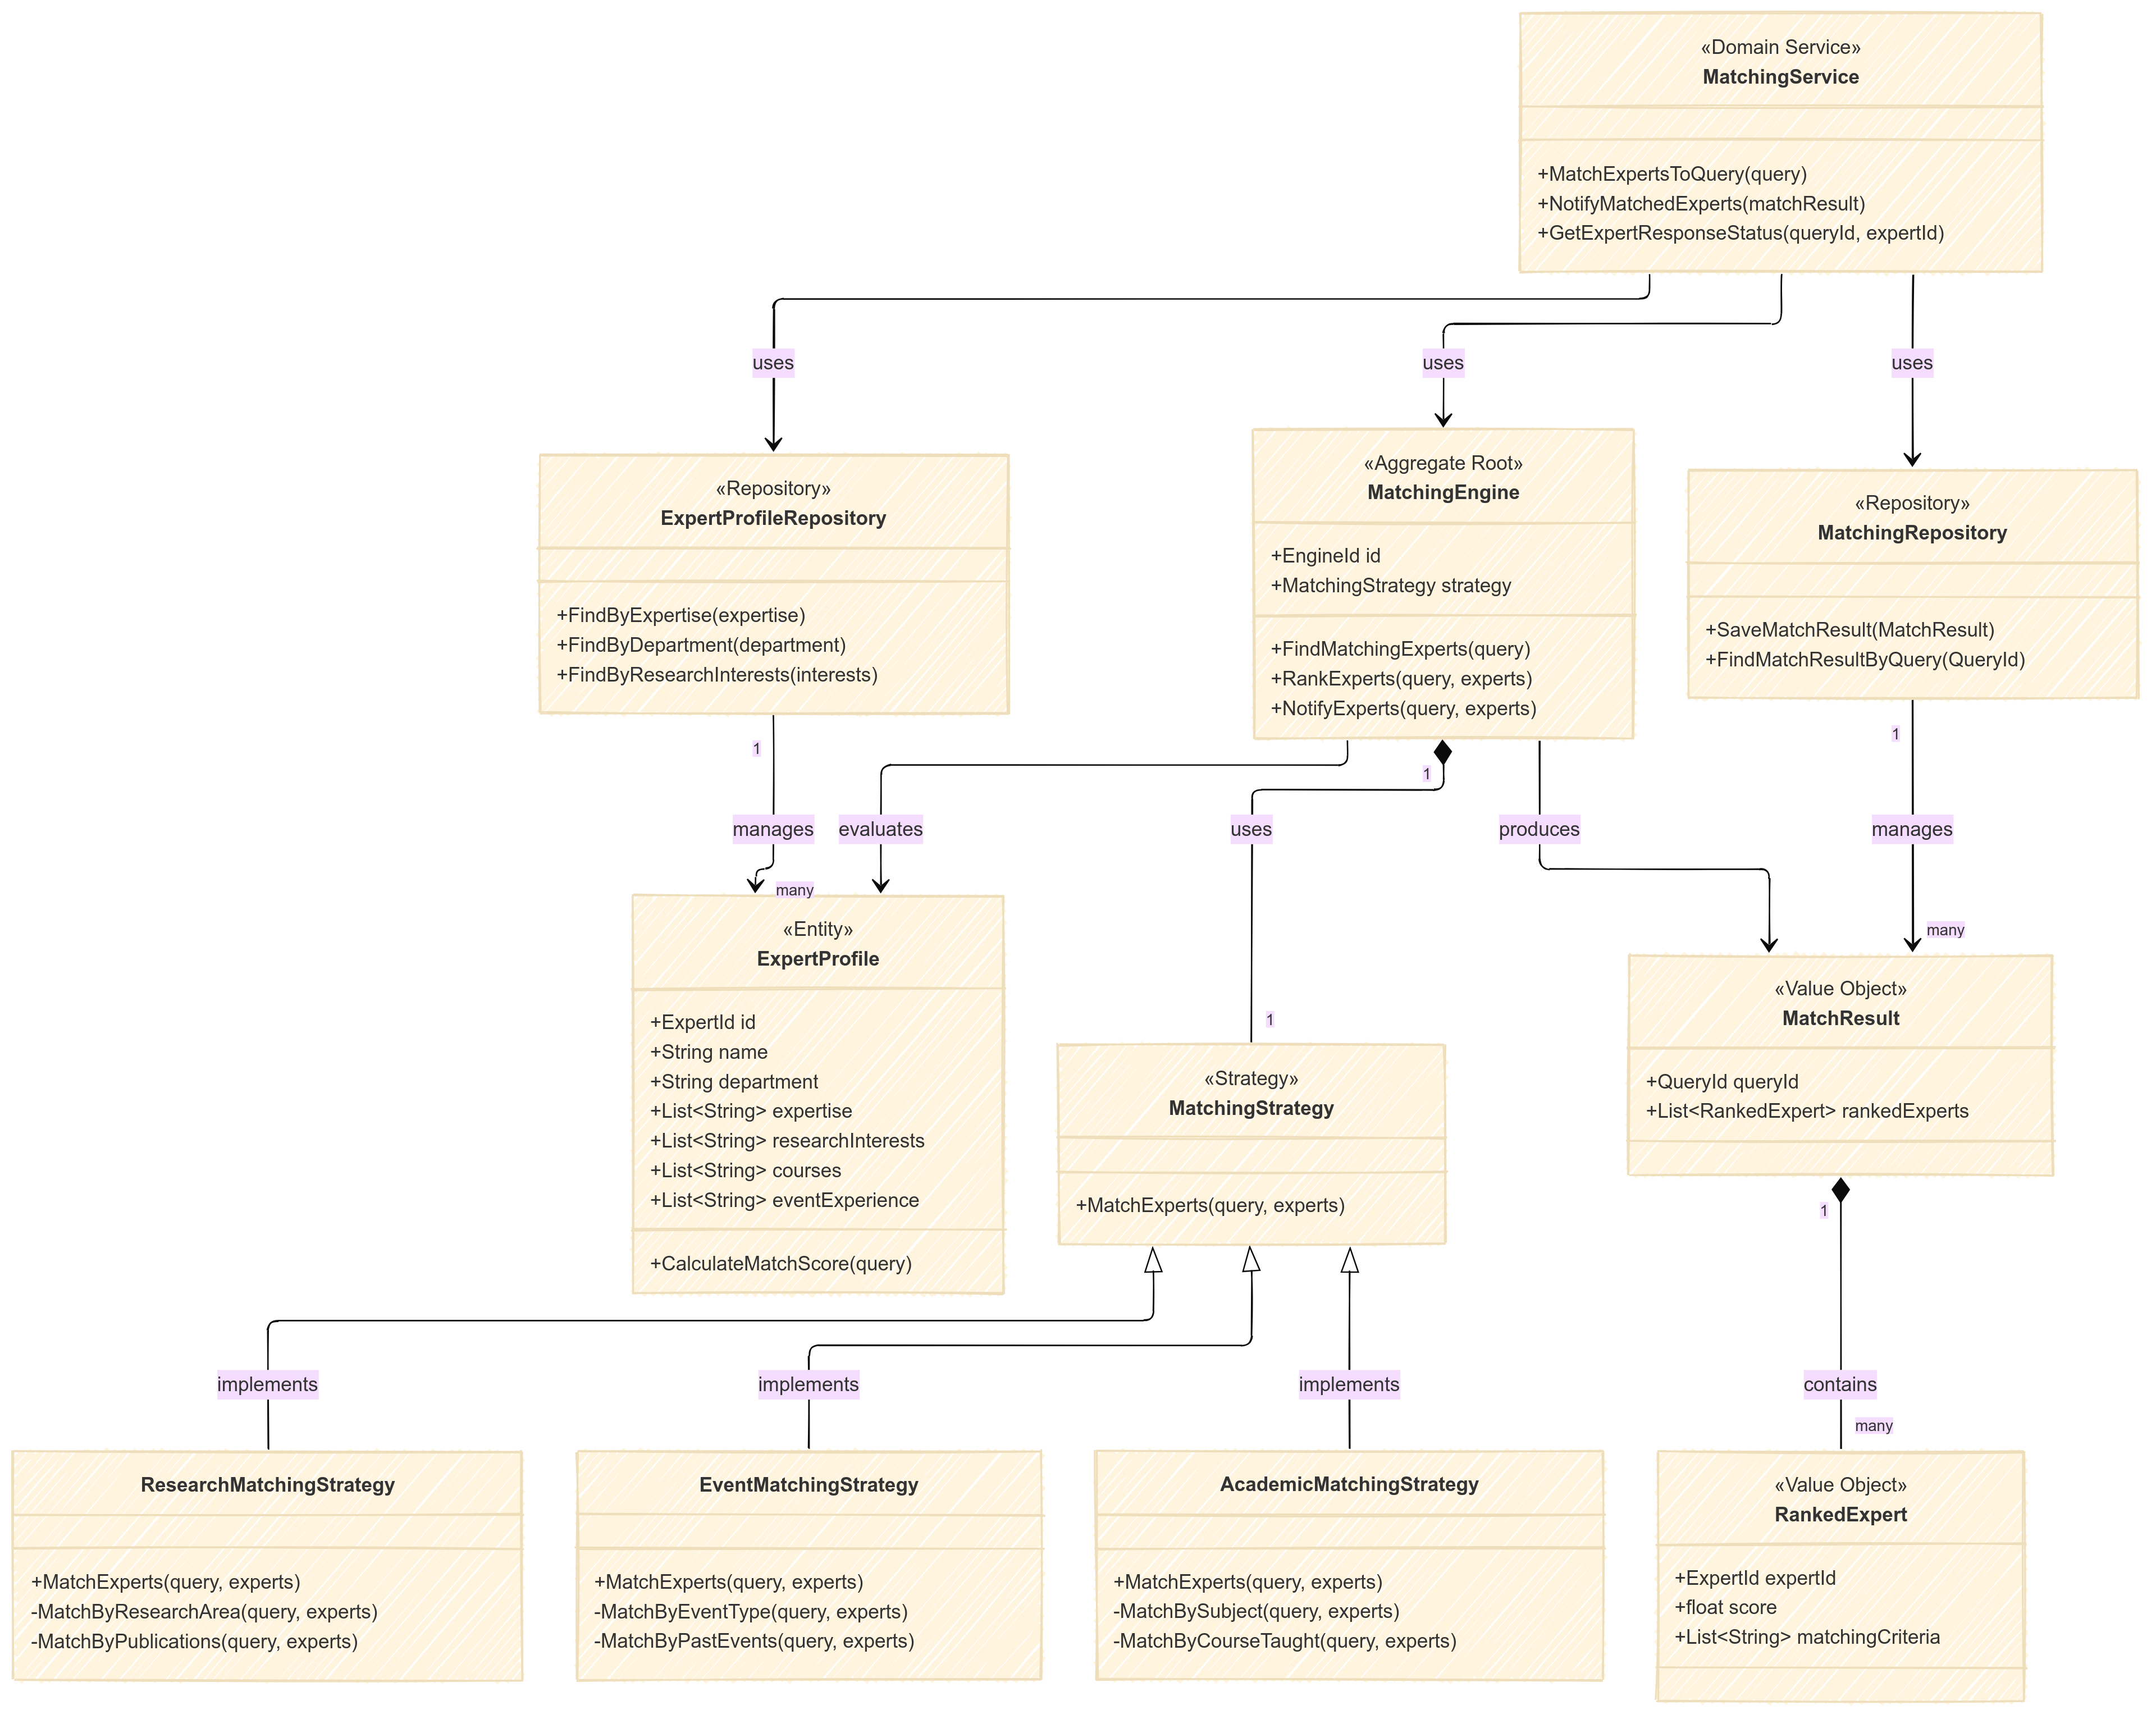 «Domain Service»
MatchingService
+MatchExpertsToQuery(query)
+NotifyMatchedExperts(matchResult)
+GetExpertResponseStatus(queryId, expertId)
uses
uses
uses
«Repository»
ExpertProfileRepository
+FindByExpertise(expertise)
+FindByDepartment(department)
+FindByResearchInterests(interests)
«Aggregate Root»
MatchingEngine
+EngineId id
+MatchingStrategy strategy
+FindMatchingExperts(query)
+RankExperts(query, experts)
+NotifyExperts(query, experts)
«Repository»
MatchingRepository
+SaveMatchResult(MatchResult)
+FindMatchResultByQuery(QueryId)
1
1
1
manages
evaluates
uses
produces
manages
many
many
1
«Entity»
ExpertProfile
+ExpertId id
+String name
+String department
+List<String> expertise
+List<String> researchInterests
+List<String> courses
+List<String> eventExperience
+CalculateMatchScore(query)
«Strategy»
MatchingStrategy
+MatchExperts(query, experts)
«Value Object»
MatchResult
+QueryId queryId
+List<RankedExpert> rankedExperts
1
implements
implements
implements
contains
many
ResearchMatchingStrategy
+MatchExperts(query, experts)
-MatchByResearchArea(query, experts)
-MatchByPublications(query, experts)
EventMatchingStrategy
+MatchExperts(query, experts)
-MatchByEventType(query, experts)
-MatchByPastEvents(query, experts)
AcademicMatchingStrategy
+MatchExperts(query, experts)
-MatchBySubject(query, experts)
-MatchByCourseTaught(query, experts)
«Value Object»
RankedExpert
+ExpertId expertId
+float score
+List<String> matchingCriteria